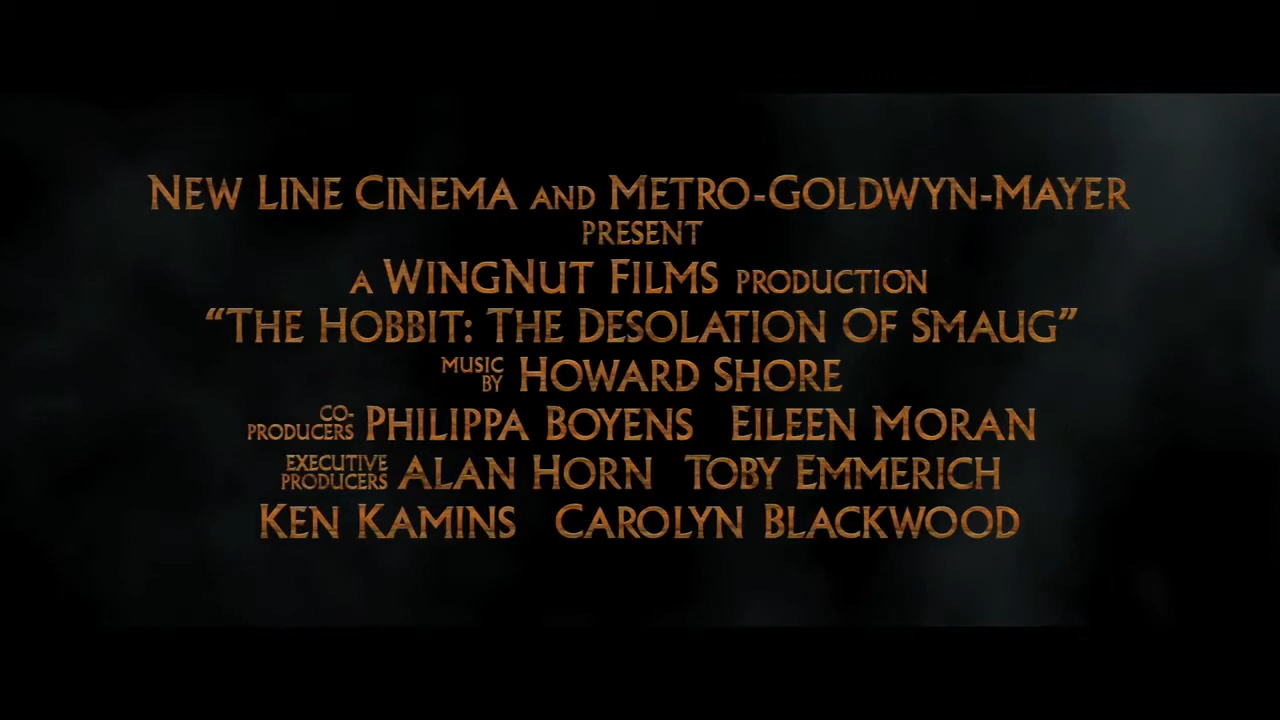 NEW LINE CINEMA AND METRO-GOLDWYN-MAYER
PRESENT
A WINGNUT FILMS PRODUCTION
“THE HOBBIT: THE DESOLATION OF SMAUG”
MUSIC BY HOWARD SHORE
CO-PRODUCERS PHILIPPA BOYENS EILEEN MORAN
EXECUTIVE PRODUCERS ALAN HORN TOBY EMMERICH
KEN KAMINS CAROLYN BLACKWOOD